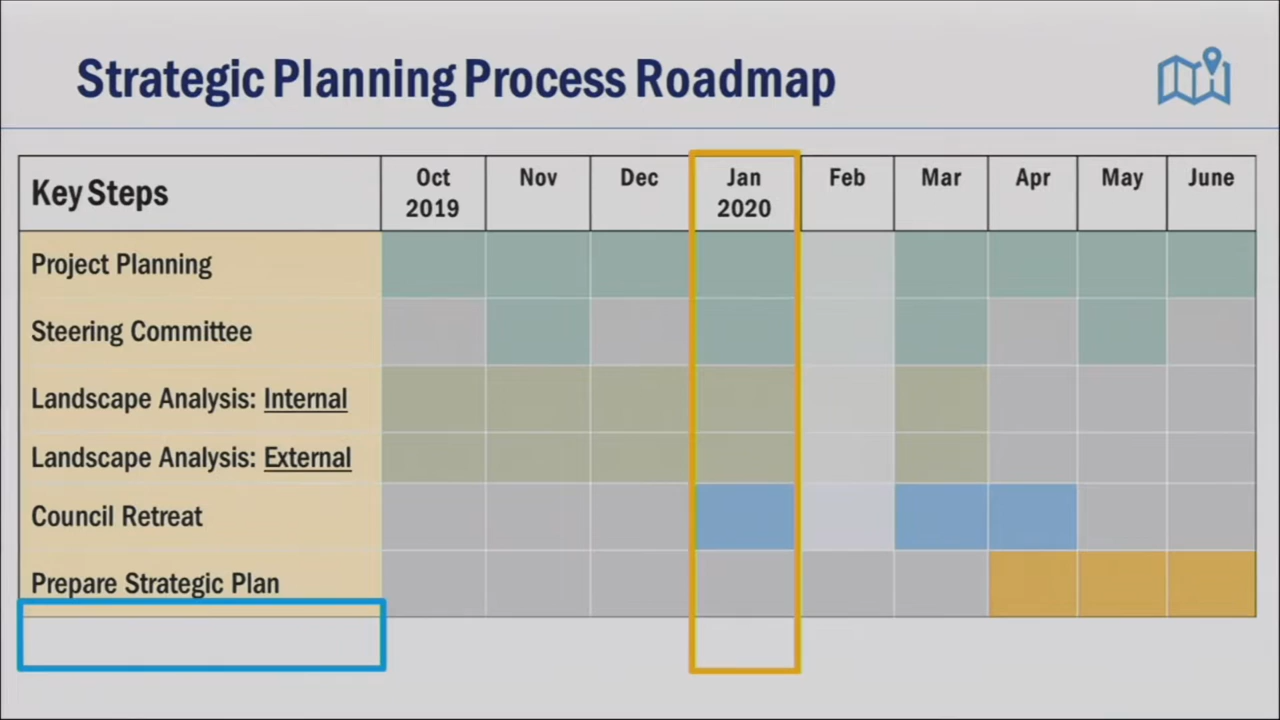 Strategic Planning Process Roadmap
Key Steps
Oct 2019
Nov
Dec
Jan 2020
Feb
Mar
Apr
May
June
Project Planning
Steering Committee
Landscape Analysis: Internal
Landscape Analysis: External
Council Retreat
Prepare Strategic Plan